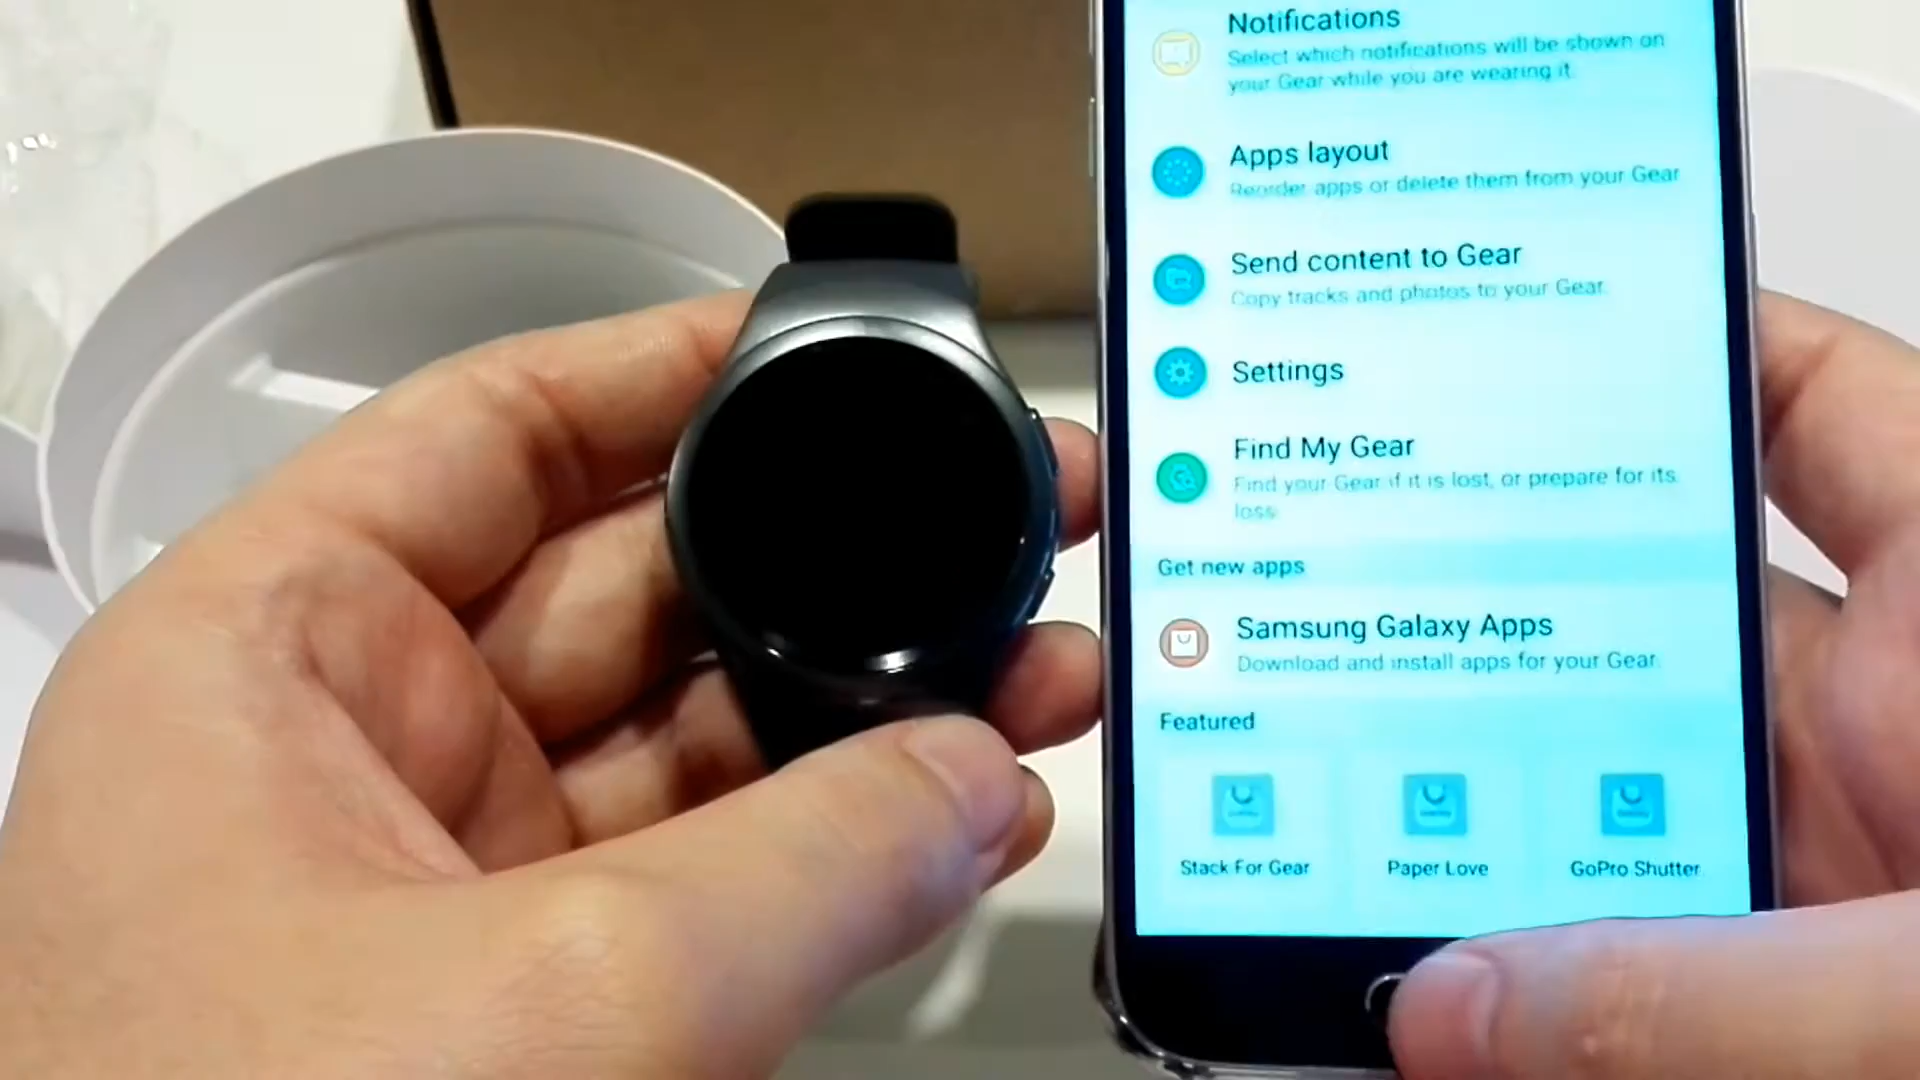 Notifications
Select which notifications will be shown on
your Gear while you are wearing it.
Apps layout
Reorder apps or delete them from your Gear
Send content to Gear
Copy tracks and photos to your Gear.
Settings
Find My Gear
Find your Gear if it is lost, or prepare for its
loss.
Get new apps
Samsung Galaxy Apps
Download and install apps for your Gear.
Featured
Stack For Gear
Paper Love
GoPro Shutter